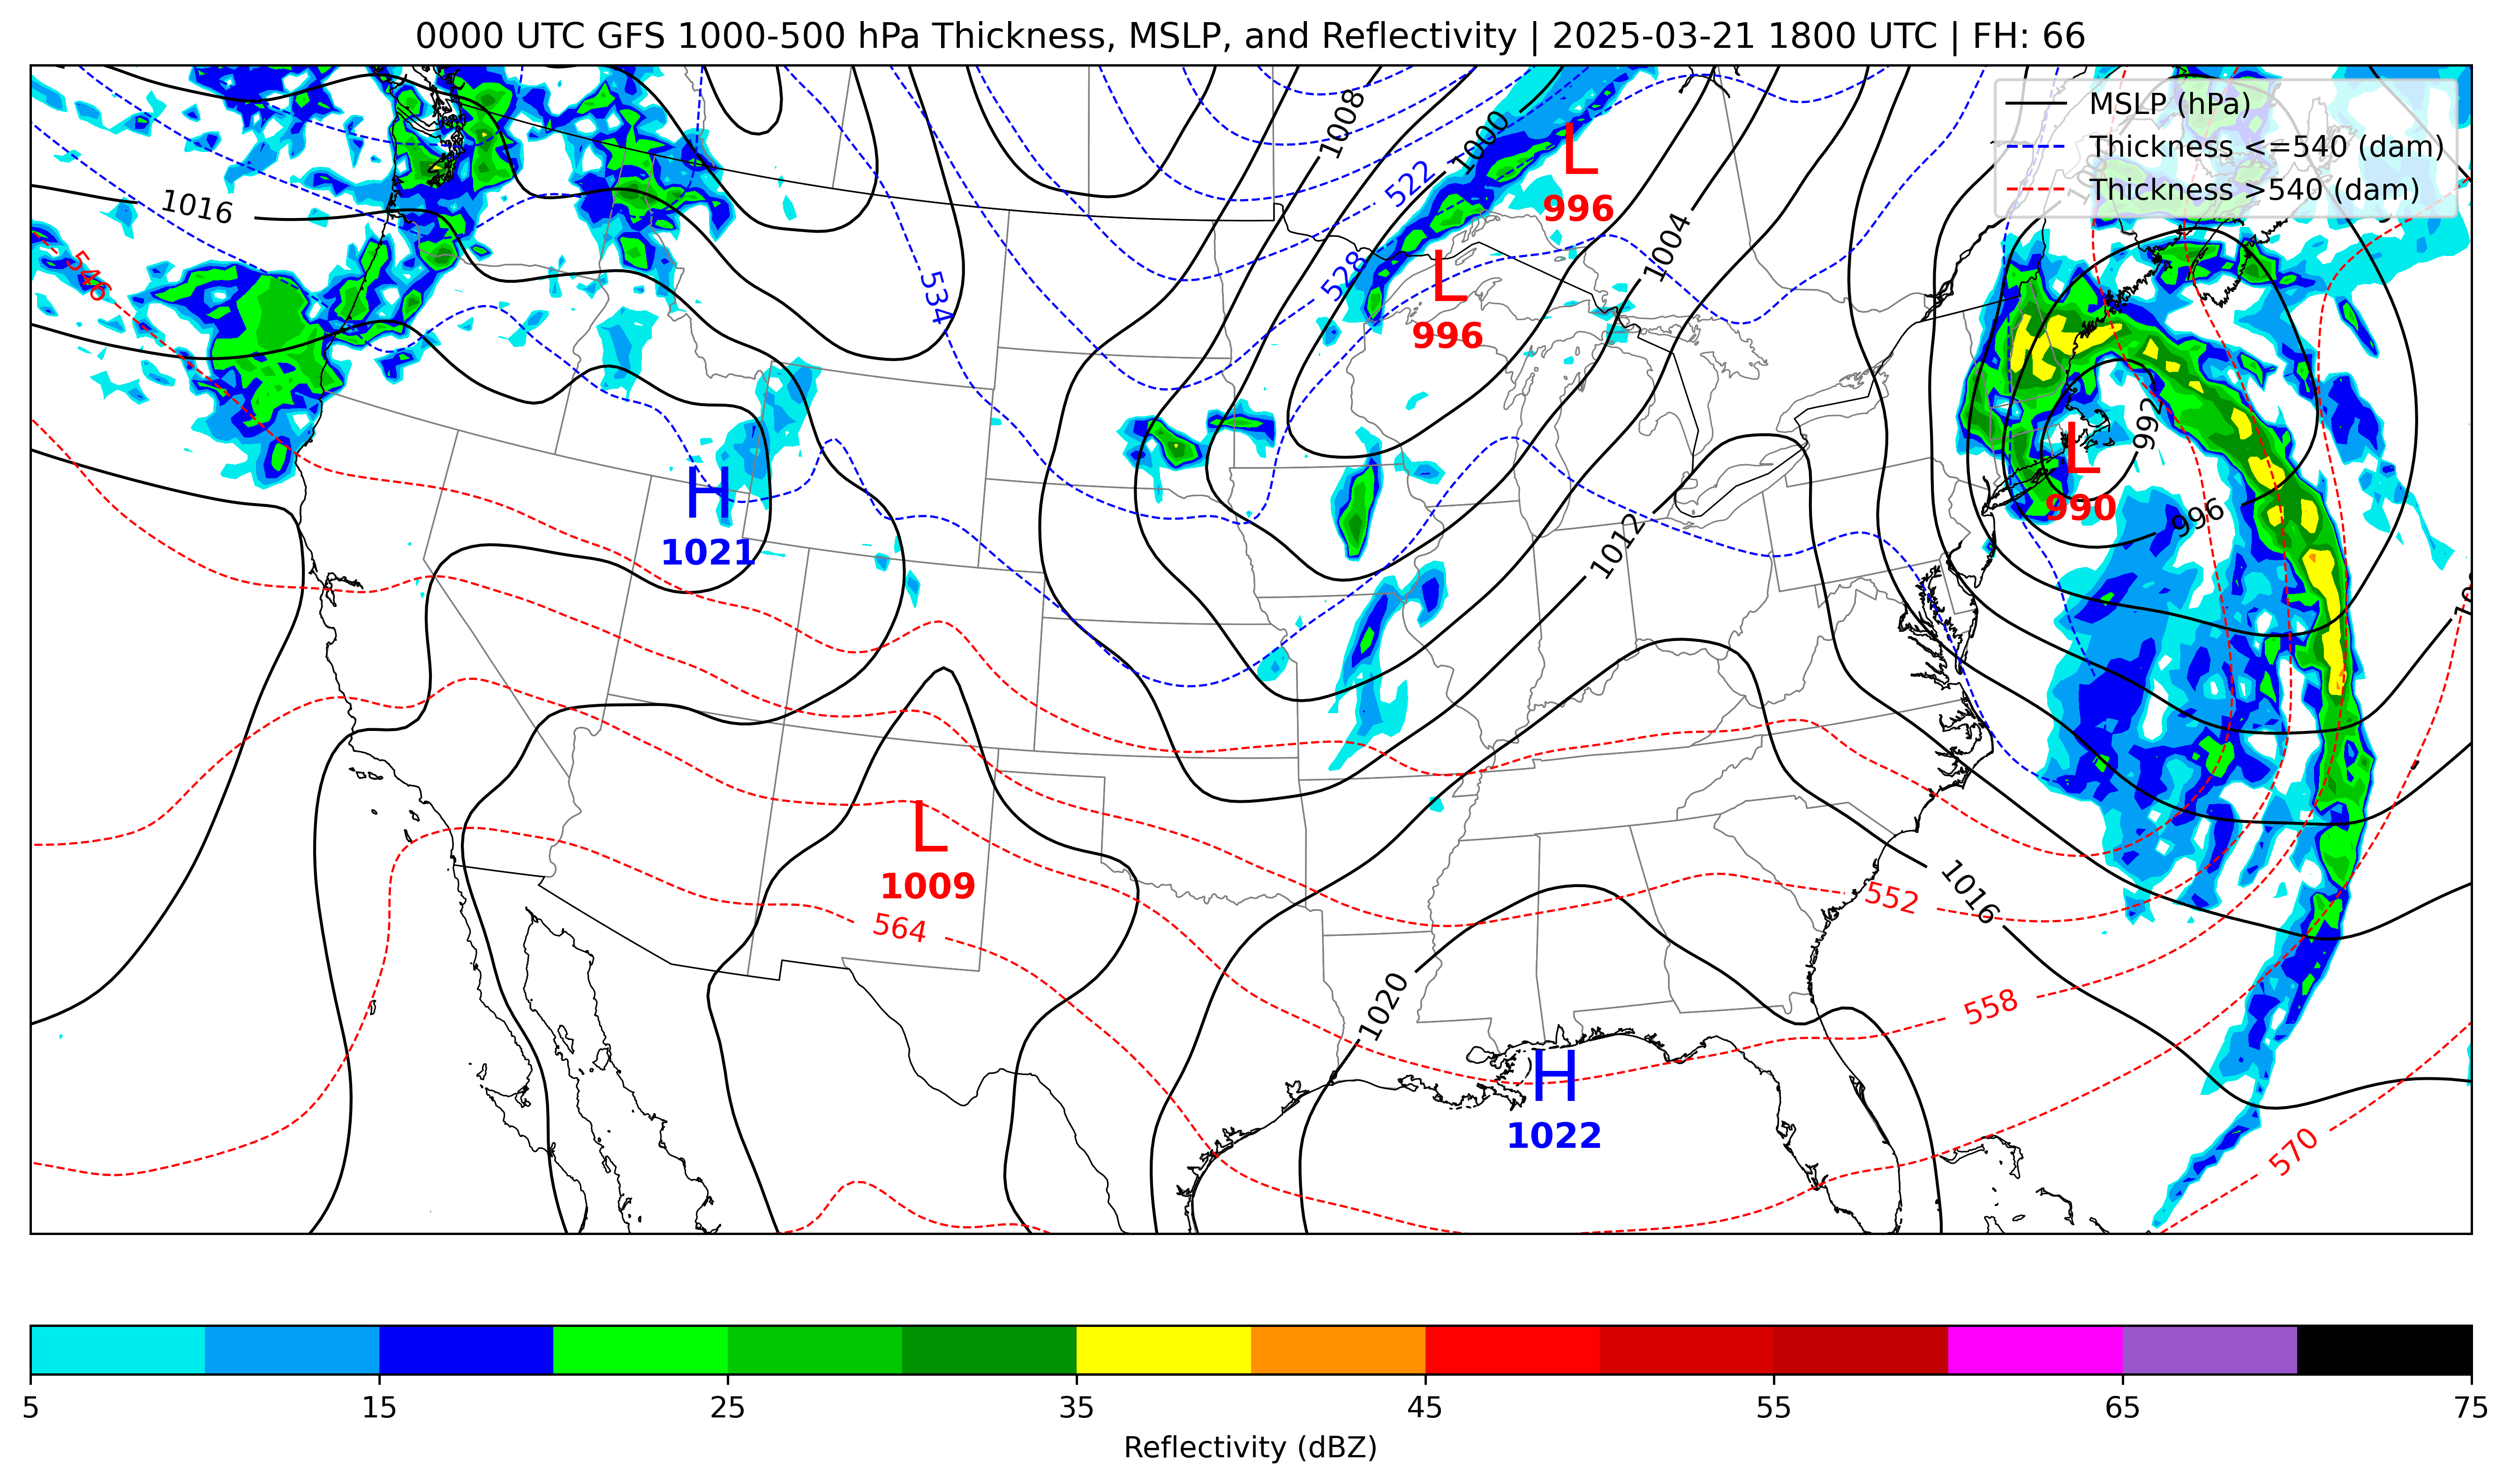 0000 UTC GFS 1000-500 hPa Thickness, MSLP, and Reflectivity | 2025-03-21 1800 UTC | FH: 66
MSLP (hPa)
Thickness <=540 (dam)
Thickness >540 (dam)
1008
1000
L
996
522
1016
1004
546
534
528
L
996
992
L
990
996
H
1021
1012
L
1009
564
552
1016
558
1020
H
1022
570
5
15
25
35
45
55
65
75
Reflectivity (dBZ)